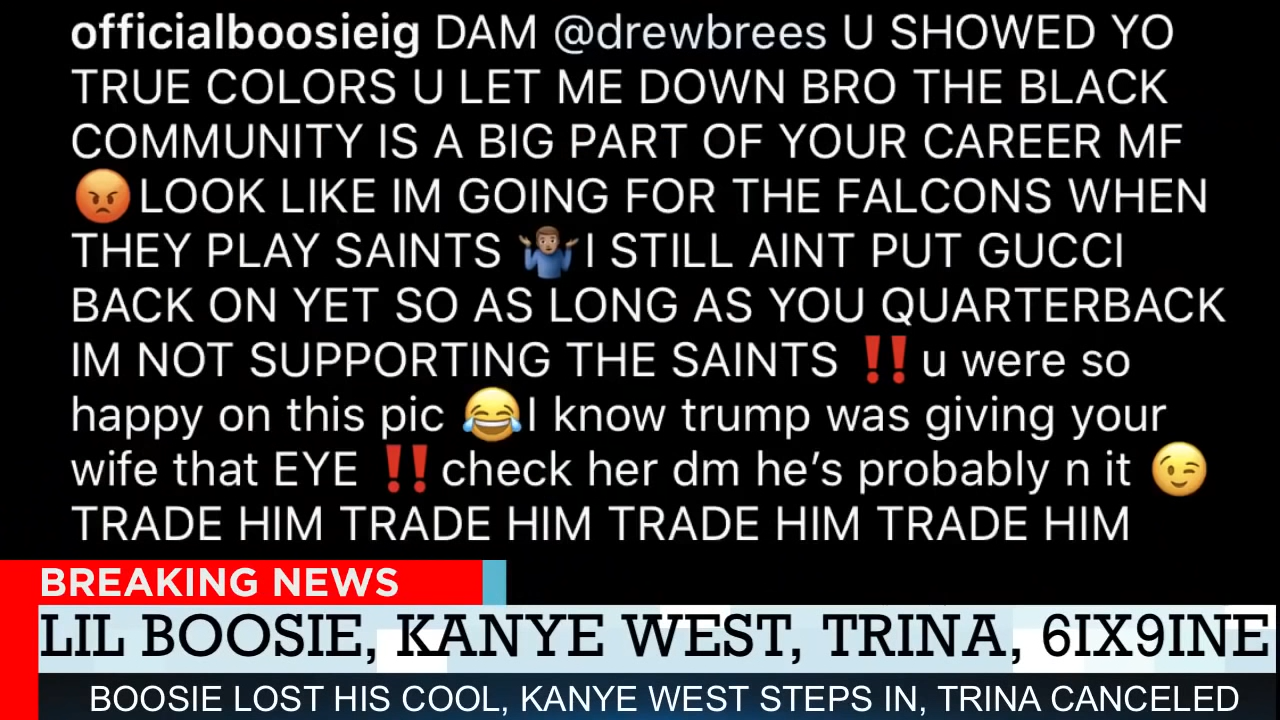 officialboosieig DAM @drewbrees U SHOWED YO
TRUE COLORS U LET ME DOWN BRO THE BLACK
COMMUNITY IS A BIG PART OF YOUR CAREER MF
😡LOOK LIKE IM GOING FOR THE FALCONS WHEN
THEY PLAY SAINTS 🤷🏽‍♂️I STILL AINT PUT GUCCI
BACK ON YET SO AS LONG AS YOU QUARTERBACK
IM NOT SUPPORTING THE SAINTS ‼️u were so
happy on this pic 😂I know trump was giving your
wife that EYE ‼️check her dm he’s probably n it 😉
TRADE HIM TRADE HIM TRADE HIM TRADE HIM
BREAKING NEWS
LIL BOOSIE, KANYE WEST, TRINA, 6IX9INE
BOOSIE LOST HIS COOL, KANYE WEST STEPS IN, TRINA CANCELED